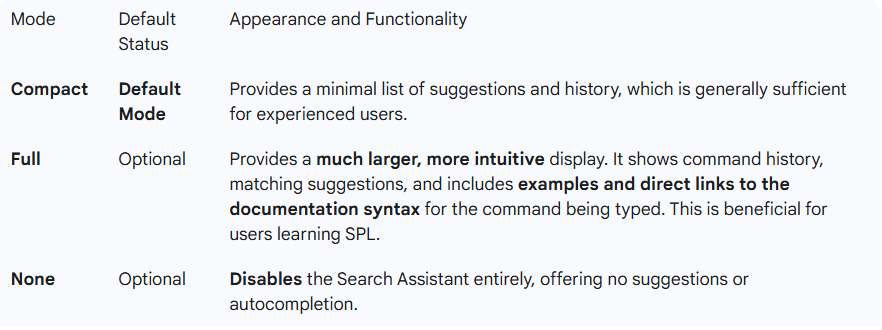 Mode Default Status Appearance and Functionality
Compact Default Mode Provides a minimal list of suggestions and history, which is generally sufficient
for experienced users.
Full Optional Provides a much larger, more intuitive display. It shows command history,
matching suggestions, and includes examples and direct links to the
documentation syntax for the command being typed. This is beneficial for
users learning SPL.
None Optional Disables the Search Assistant entirely, offering no suggestions or
autocompletion.